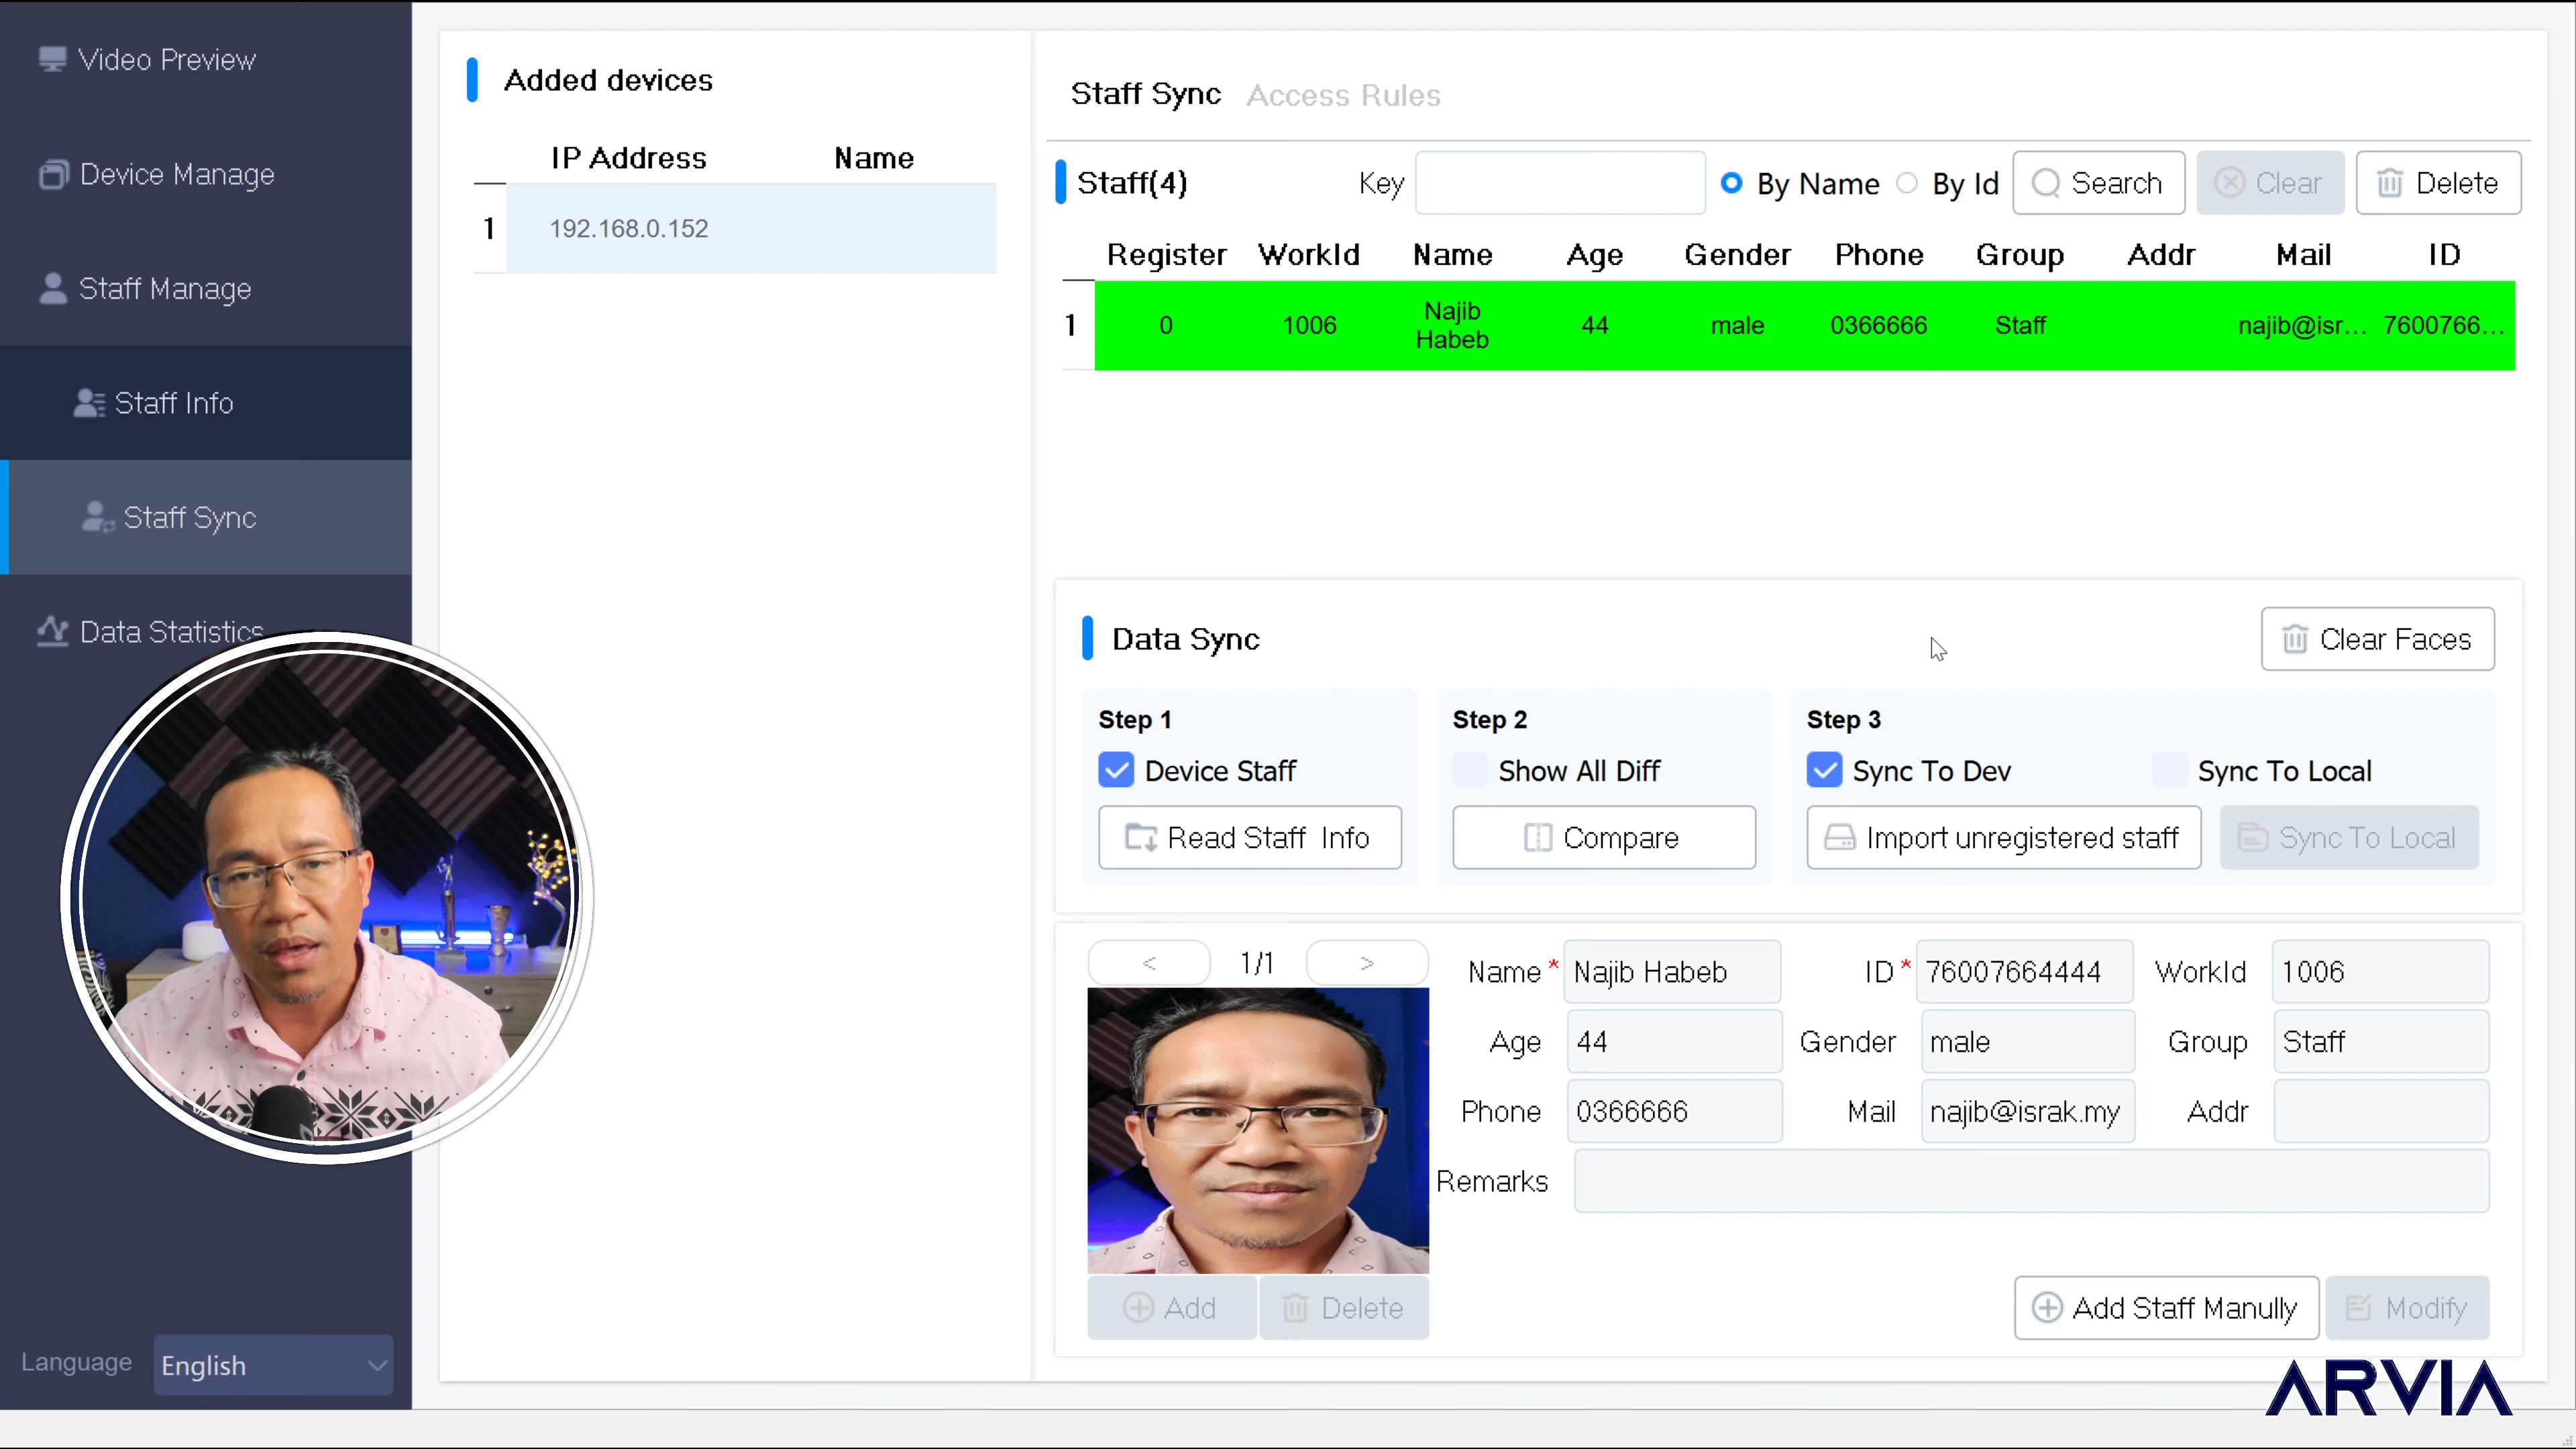 Video Preview
Device Manage
Staff Manage
Staff Info
Staff Sync
Data Statistics
Language English
Added devices
IP Address Name
1 192.168.0.152
Staff Sync Access Rules
Staff(4) Key By Name By Id Search Clear Delete
Register WorkId Name Age Gender Phone Group Addr Mail ID
1 0 1006 Najib Habeb 44 male 0366666 Staff najib@isr... 7600766...
Data Sync Clear Faces
Step 1 Step 2 Step 3
Device Staff Show All Diff Sync To Dev Sync To Local
Read Staff Info Compare Import unregistered staff Sync To Local
< 1/1 >
Name* Najib Habeb ID* 76007664444 WorkId 1006
Age 44 Gender male Group Staff
Phone 0366666 Mail najib@israk.my Addr
Remarks
Add Delete Add Staff Manully Modify
ARVIA